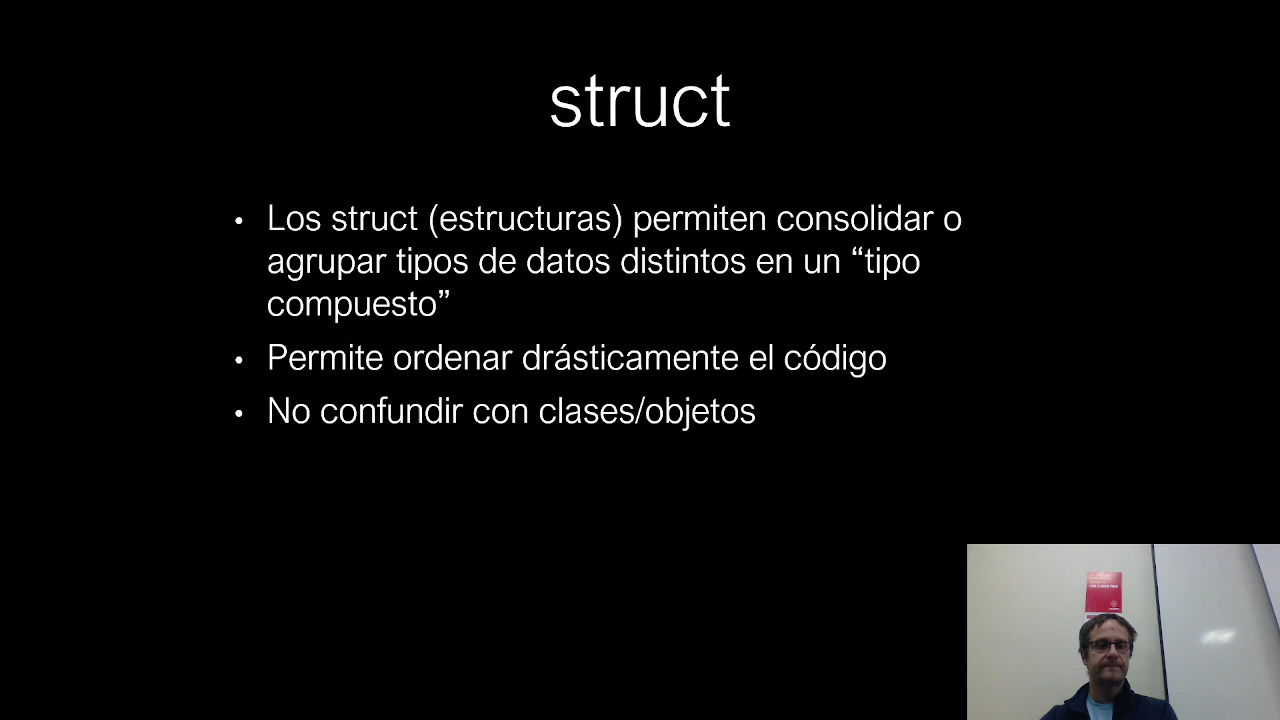 struct
• Los struct (estructuras) permiten consolidar o
agrupar tipos de datos distintos en un “tipo
compuesto”
• Permite ordenar drásticamente el código
• No confundir con clases/objetos